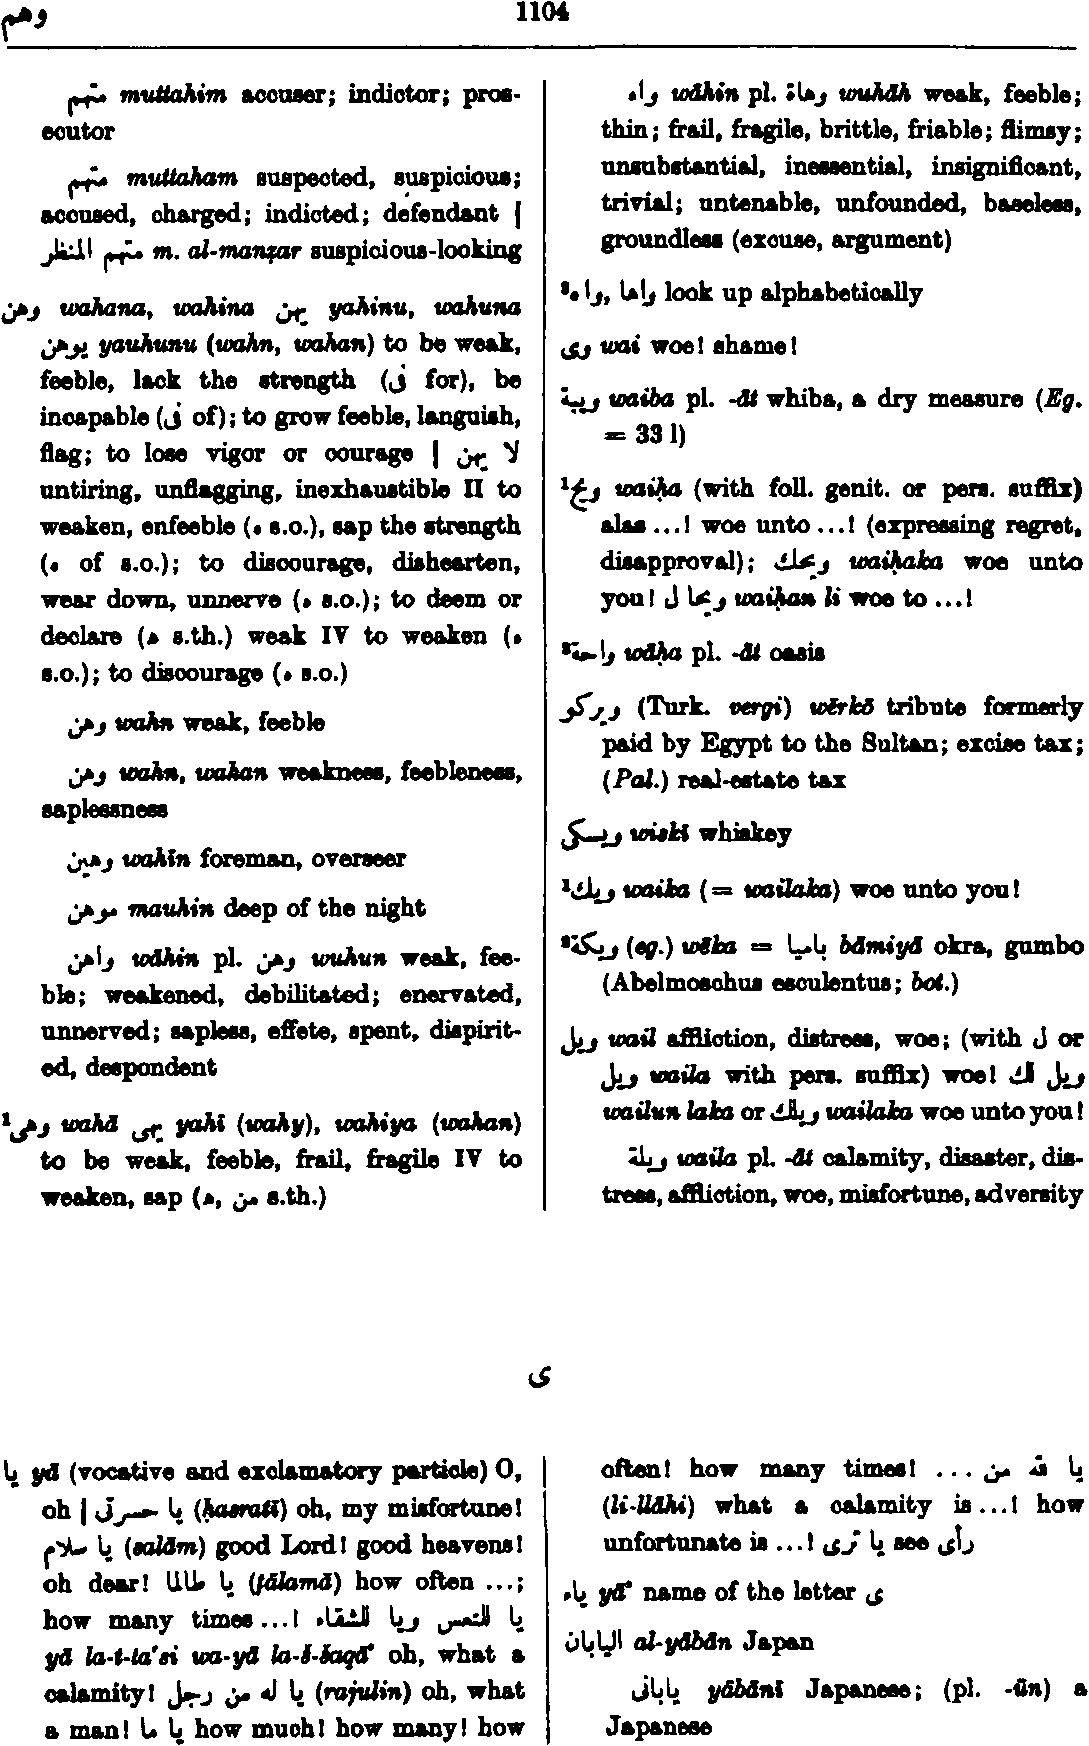 وهم
1104
متهم muttahim accuser; indictor; pros-
ecutor
متهم muttaham suspected, suspicious;
accused, charged; indicted; defendant |
متهم المنظر m. al-manẓar suspicious-looking
وهن wahana, wahina يهن yahinu, wahuna
يوهن yauhunu (wahn, wahan) to be weak,
feeble, lack the strength (فى for), be
incapable (فى of); to grow feeble, languish,
flag; to lose vigor or courage | لا يهن
untiring, unflagging, inexhaustible II to
weaken, enfeeble (ه s.o.), sap the strength
(ه of s.o.); to discourage, dishearten,
wear down, unnerve (ه s.o.); to deem or
declare (ه s.th.) weak IV to weaken (ه
s.o.); to discourage (ه s.o.)
وهن wahn weak, feeble
وهن wahn, wahan weakness, feebleness,
saplessness
وهين wahīn foreman, overseer
موهن mauhin deep of the night
واهن wāhin pl. وهن wuhun weak, fee-
ble; weakened, debilitated; enervated,
unnerved; sapless, effete, spent, dispirit-
ed, despondent
¹وهى wahā يهى yahī (wahy), wahiya (wahan)
to be weak, feeble, frail, fragile IV to
weaken, sap (ه, من s.th.)
واه wāhin pl. وهاة wuhāh weak, feeble;
thin; frail, fragile, brittle, friable; flimsy;
unsubstantial, inessential, insignificant,
trivial; untenable, unfounded, baseless,
groundless (excuse, argument)
²واه, واها look up alphabetically
وى wai woe! shame!
ويبة waiba pl. -āt whiba, a dry measure (Eg.
= 33 l)
¹ويح waiḥa (with foll. genit. or pers. suffix)
alas ...! woe unto ...! (expressing regret,
disapproval); ويحك waiḥaka woe unto
you! ويحا ل waiḥan li woe to ...!
²واحة wāḥa pl. -āt oasis
ويركو (Turk. vergi) wērkō tribute formerly
paid by Egypt to the Sultan; excise tax;
(Pal.) real-estate tax
ويسكى wiskī whiskey
¹ويك waika (= wailaka) woe unto you!
²ويكة (eg.) wēka = باميا bāmiyā okra, gumbo
(Abelmoschus esculentus; bot.)
ويل wail affliction, distress, woe; (with ل or
ويل waila with pers. suffix) woe! ويل لك
wailun laka or ويلك wailaka woe unto you!
ويلة waila pl. -āt calamity, disaster, dis-
tress, affliction, woe, misfortune, adversity
ى
يا yā (vocative and exclamatory particle) O,
oh | يا حسرتى (ḥasratī) oh, my misfortune!
يا سلام (salām) good Lord! good heavens!
oh dear! يا طالما (ṭālamā) how often ...;
how many times ...! يا للتعس ويا للشقاء
yā la-t-ta'si wa-yā la-š-šaqā' oh, what a
calamity! يا له من رجل (rajulin) oh, what
a man! يا ما how much! how many! how
often! how many times! ... يا لله من
(li-llāhi) what a calamity is ...! how
unfortunate is ...! يا ترى see رأى
ياء yā' name of the letter ى
اليابان al-yābān Japan
يابانى yābānī Japanese; (pl. -ūn) a
Japanese